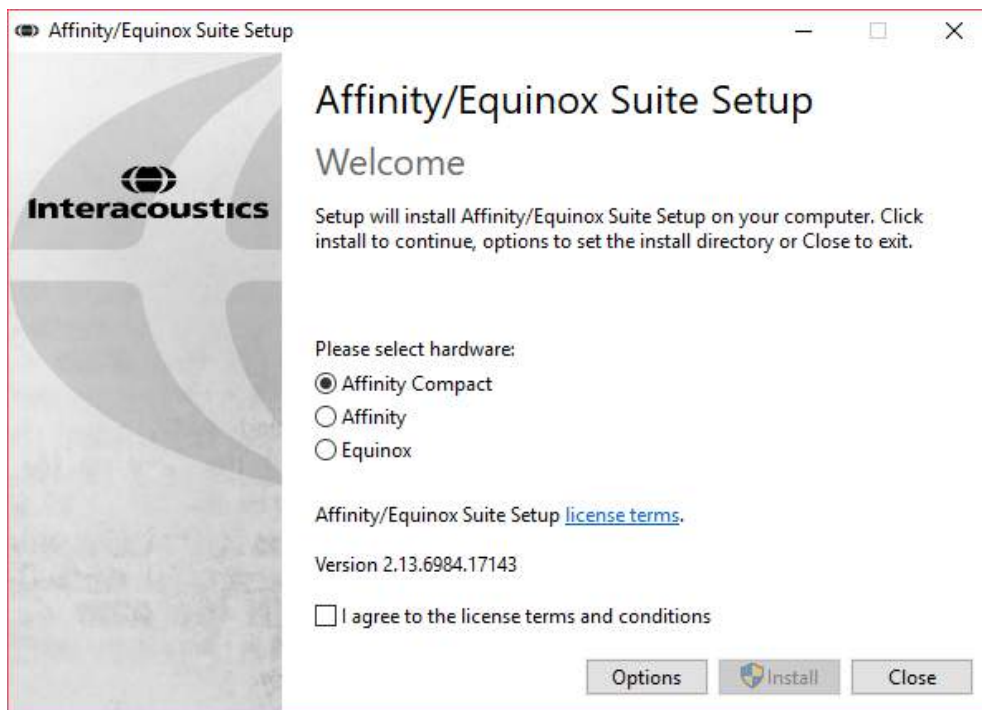 Affinity/Equinox Suite Setup
Interacoustics
Affinity/Equinox Suite Setup
Welcome
Setup will install Affinity/Equinox Suite Setup on your computer. Click
install to continue, options to set the install directory or Close to exit.
Please select hardware:
Affinity Compact
Affinity
Equinox
Affinity/Equinox Suite Setup license terms.
Version 2.13.6984.17143
I agree to the license terms and conditions
Options Install Close